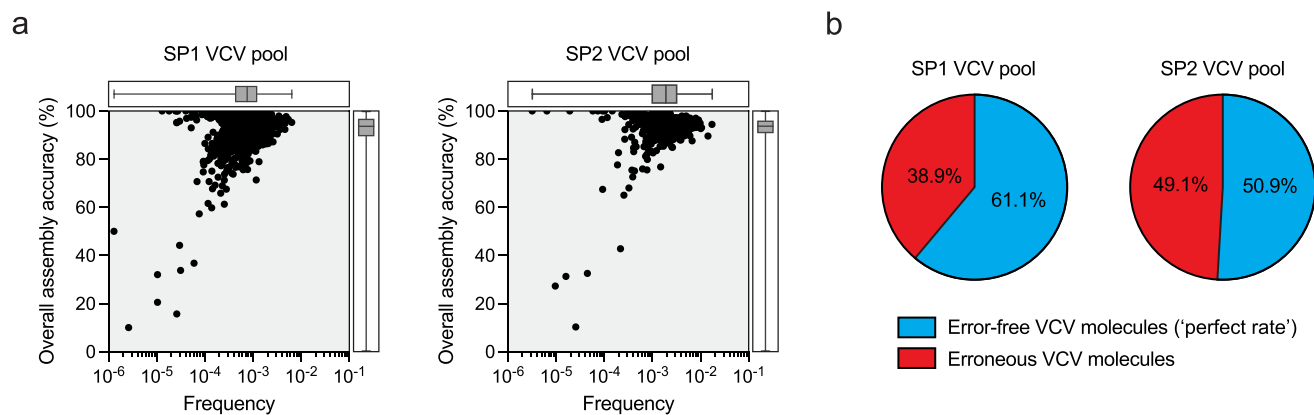 a
SP1 VCV pool
Overall assembly accuracy (%)
100
80
60
40
20
0
10-6
10-5
10-4
10-3
10-2
10-1
Frequency
SP2 VCV pool
Overall assembly accuracy (%)
100
80
60
40
20
0
10-6
10-5
10-4
10-3
10-2
10-1
Frequency
b
SP1 VCV pool
38.9%
61.1%
SP2 VCV pool
49.1%
50.9%
Error-free VCV molecules (‘perfect rate’)
Erroneous VCV molecules